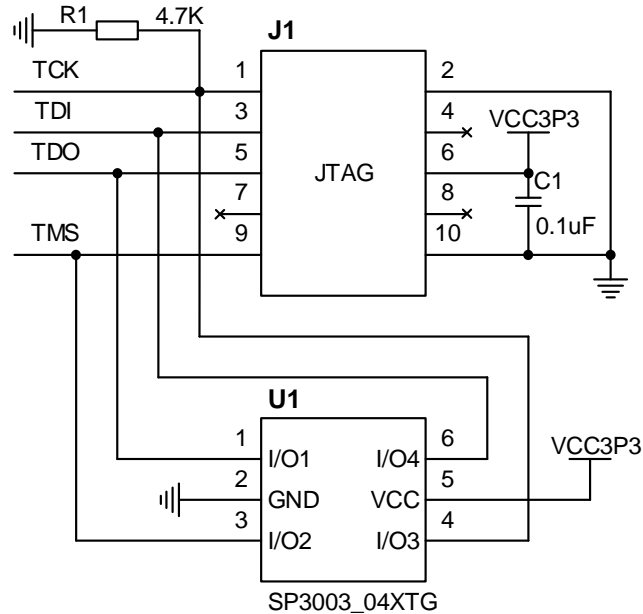 R1 4.7K
J1
TCK 1 2
TDI 3 4 VCC3P3
TDO 5 6
JTAG C1
7 8 0.1uF
TMS 9 10
U1
1 I/O1 I/O4 6 VCC3P3
2 GND VCC 5
3 I/O2 I/O3 4
SP3003_04XTG